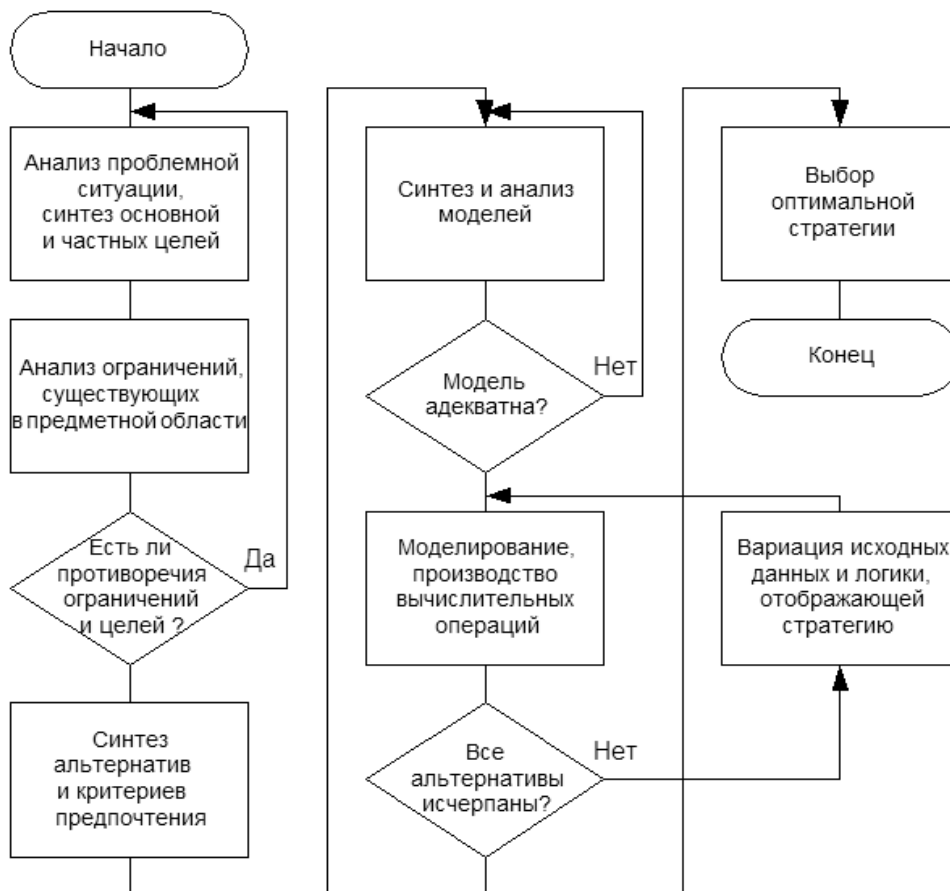 Начало
Анализ проблемной
ситуации,
синтез основной
и частных целей
Анализ ограничений,
существующих
в предметной области
Есть ли
противоречия
ограничений
и целей ?
Да
Синтез
альтернатив
и критериев
предпочтения
Синтез и анализ
моделей
Модель
адекватна?
Нет
Моделирование,
производство
вычислительных
операций
Все
альтернативы
исчерпаны?
Нет
Выбор
оптимальной
стратегии
Конец
Вариация исходных
данных и логики,
отображающей
стратегию